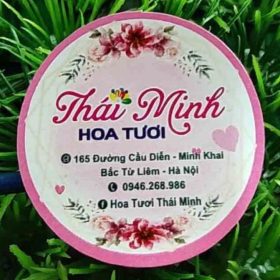 Thái Minh
HOA TƯƠI
165 Đường Cầu Diễn - Minh Khai
Bắc Từ Liêm - Hà Nội
0946.268.986
Hoa Tươi Thái Minh